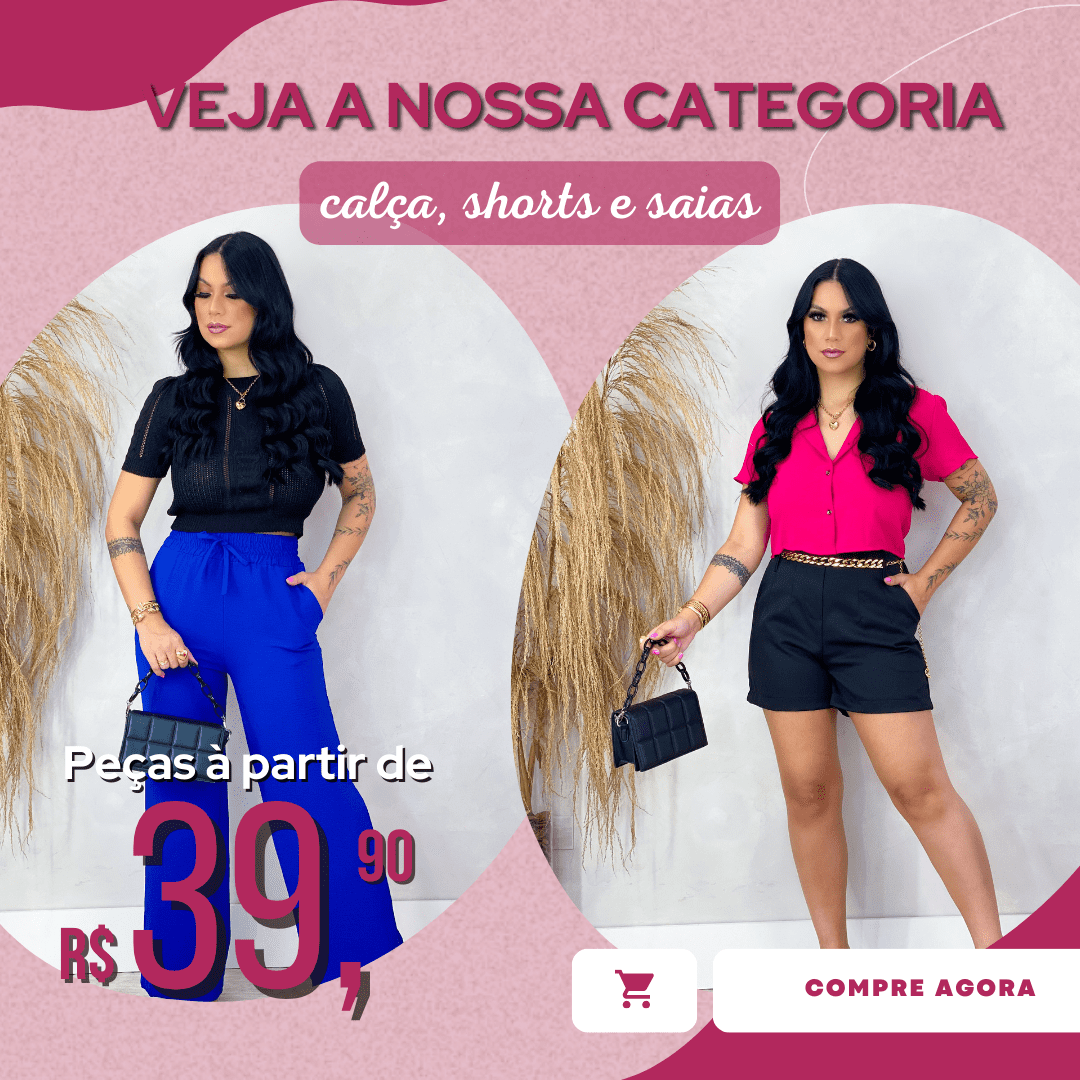 VEJA A NOSSA CATEGORIA
calça, shorts e saias
Peças à partir de
R$ 39,90
COMPRE AGORA